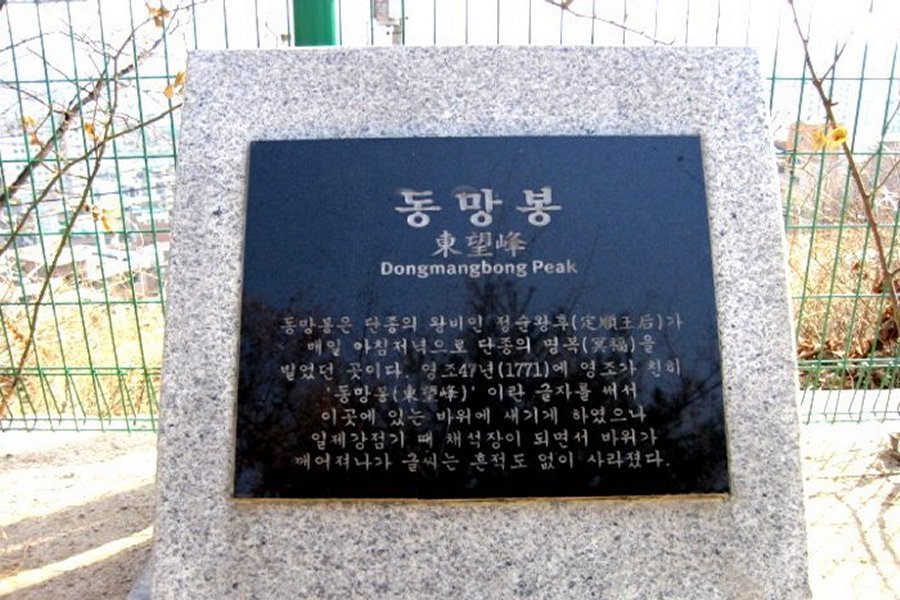 동망봉
東望峰
Dongmangbong Peak
동망봉은 단종의 왕비인 정순왕후(定順王后)가
매일 아침저녁으로 단종의 명복(冥福)을
빌었던 곳이다. 영조47년(1771)에 영조가 친히
'동망봉(東望峰)' 이란 글자를 써서
이곳에 있는 바위에 새기게 하였으나
일제강점기 때 채석장이 되면서 바위가
깨어져나가 글씨는 흔적도 없이 사라졌다.